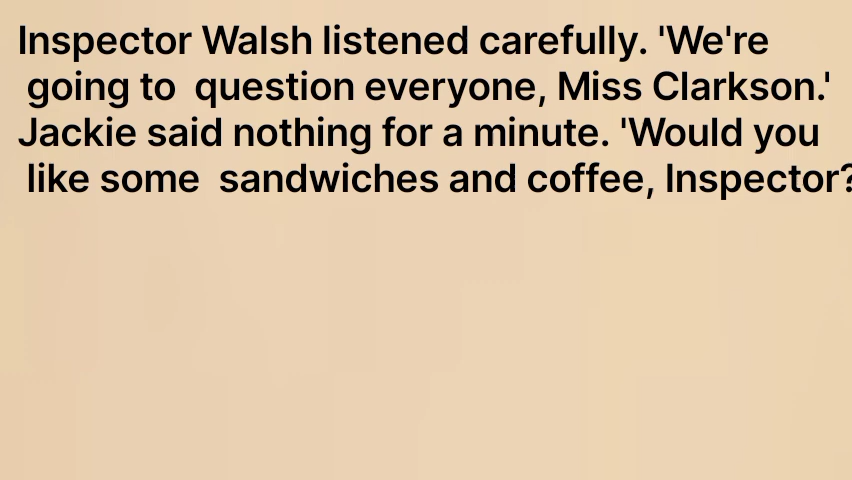 Inspector Walsh listened carefully. 'We're
going to question everyone, Miss Clarkson.'
Jackie said nothing for a minute. 'Would you
like some sandwiches and coffee, Inspector?